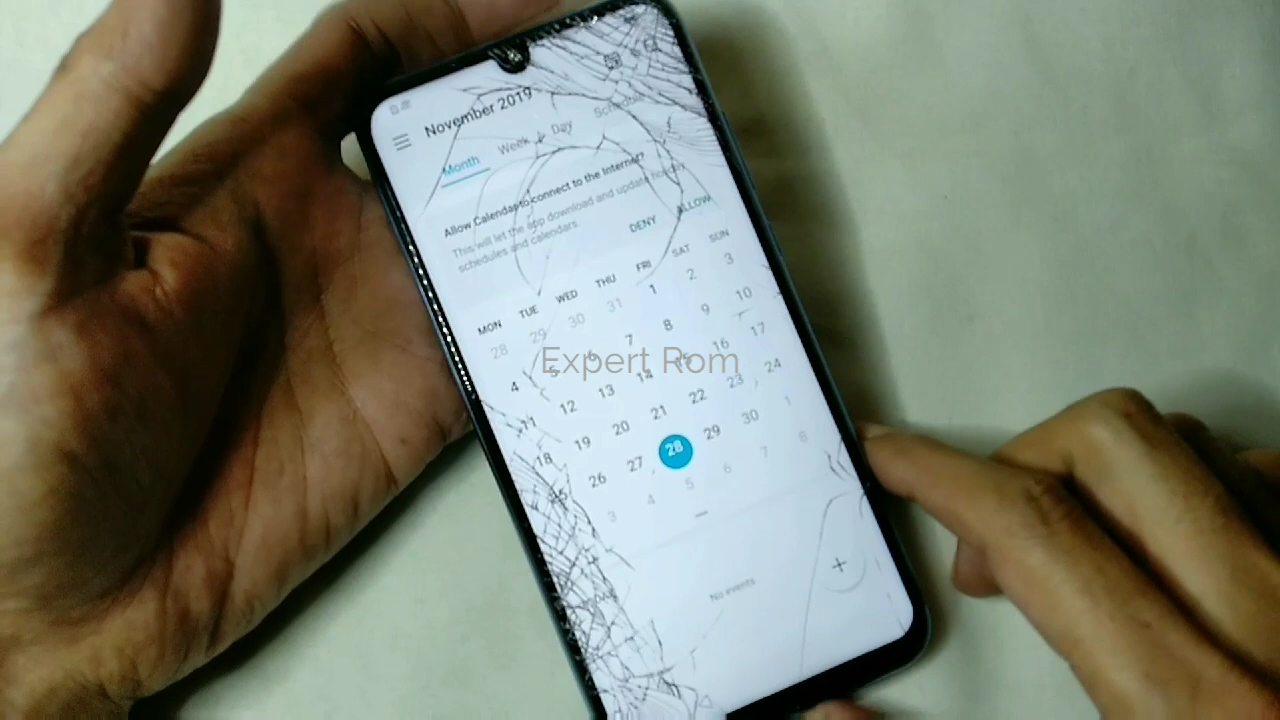 November 2019
Month Week Day Schedule
Allow Calendar to connect to the Internet?
This will let the app download and update holiday
schedules and calendars.
DENY ALLOW
MON TUE WED THU FRI SAT SUN
28 29 30 31 1 2 3
4 5 6 7 8 9 10
11 12 13 14 15 16 17
18 19 20 21 22 23 24
25 26 27 28 29 30 1
3 4 5 6 7 8
No events
+
Expert Rom